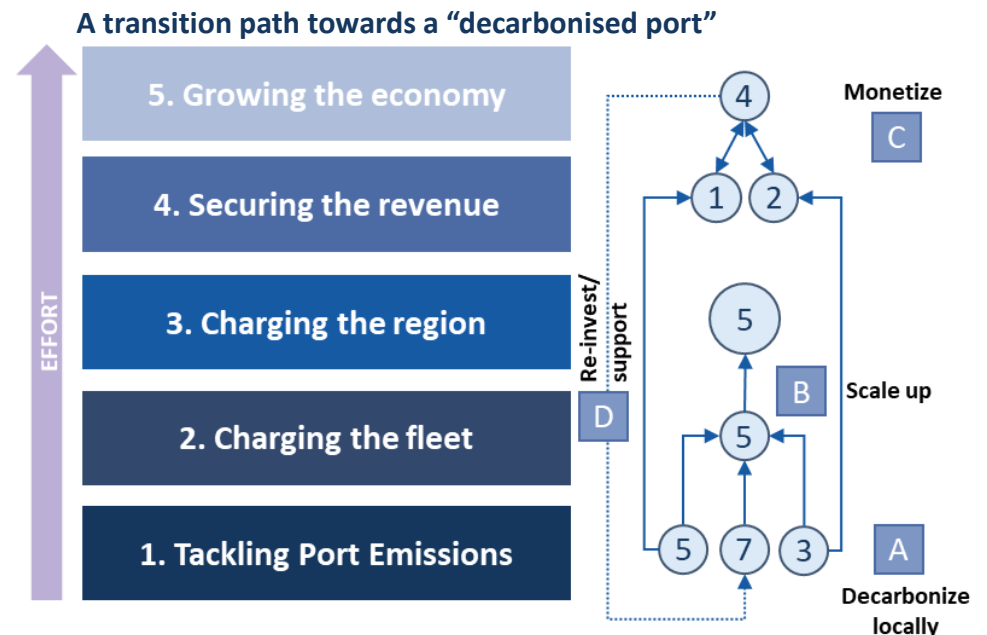 A transition path towards a “decarbonised port”
EFFORT
5. Growing the economy
4. Securing the revenue
3. Charging the region
2. Charging the fleet
1. Tackling Port Emissions
4
Monetize
C
1
2
Re-invest/
support
5
D
B
Scale up
5
5
7
3
A
Decarbonize
locally